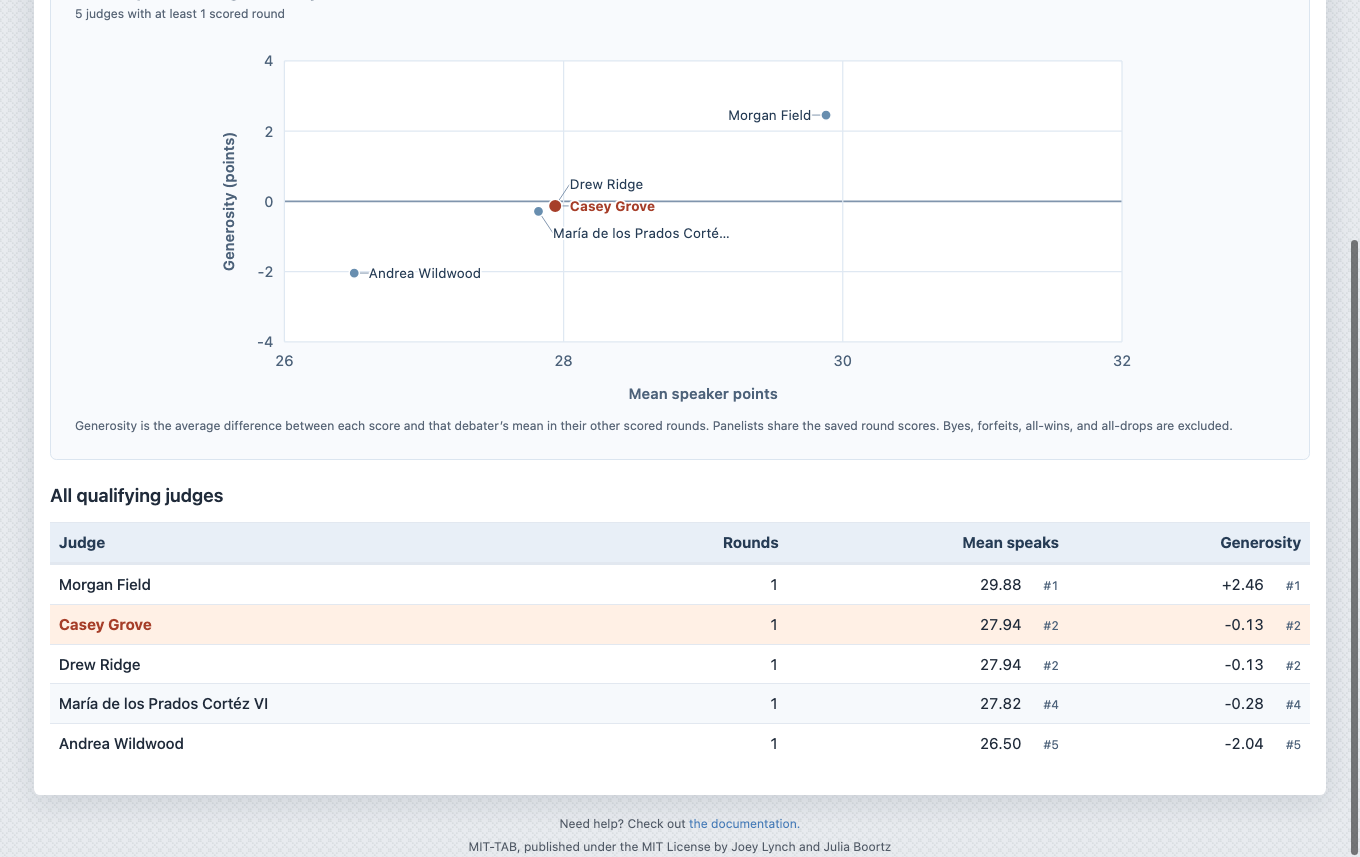 5 judges with at least 1 scored round
4
Morgan Field
2
Drew Ridge
0
Casey Grove
María de los Prados Corté...
-2
Andrea Wildwood
-4
26 28 30 32
Generosity (points)
Mean speaker points
Generosity is the average difference between each score and that debater's mean in their other scored rounds. Panelists share the saved round scores. Byes, forfeits, all-wins, and all-drops are excluded.
All qualifying judges
Judge Rounds Mean speaks Generosity
Morgan Field 1 29.88 #1 +2.46 #1
Casey Grove 1 27.94 #2 -0.13 #2
Drew Ridge 1 27.94 #2 -0.13 #2
María de los Prados Cortéz VI 1 27.82 #4 -0.28 #4
Andrea Wildwood 1 26.50 #5 -2.04 #5
Need help? Check out the documentation.
MIT-TAB, published under the MIT License by Joey Lynch and Julia Boortz